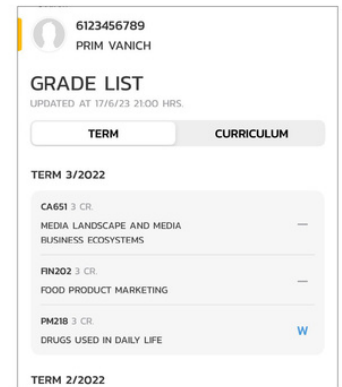 6123456789
PRIM VANICH
GRADE LIST
UPDATED AT 17/6/23 21:00 HRS.
TERM
CURRICULUM
TERM 3/2022
CA651 3 CR.
MEDIA LANDSCAPE AND MEDIA
BUSINESS ECOSYSTEMS
—
FIN202 3 CR.
FOOD PRODUCT MARKETING
—
PM218 3 CR.
DRUGS USED IN DAILY LIFE
W
TERM 2/2022